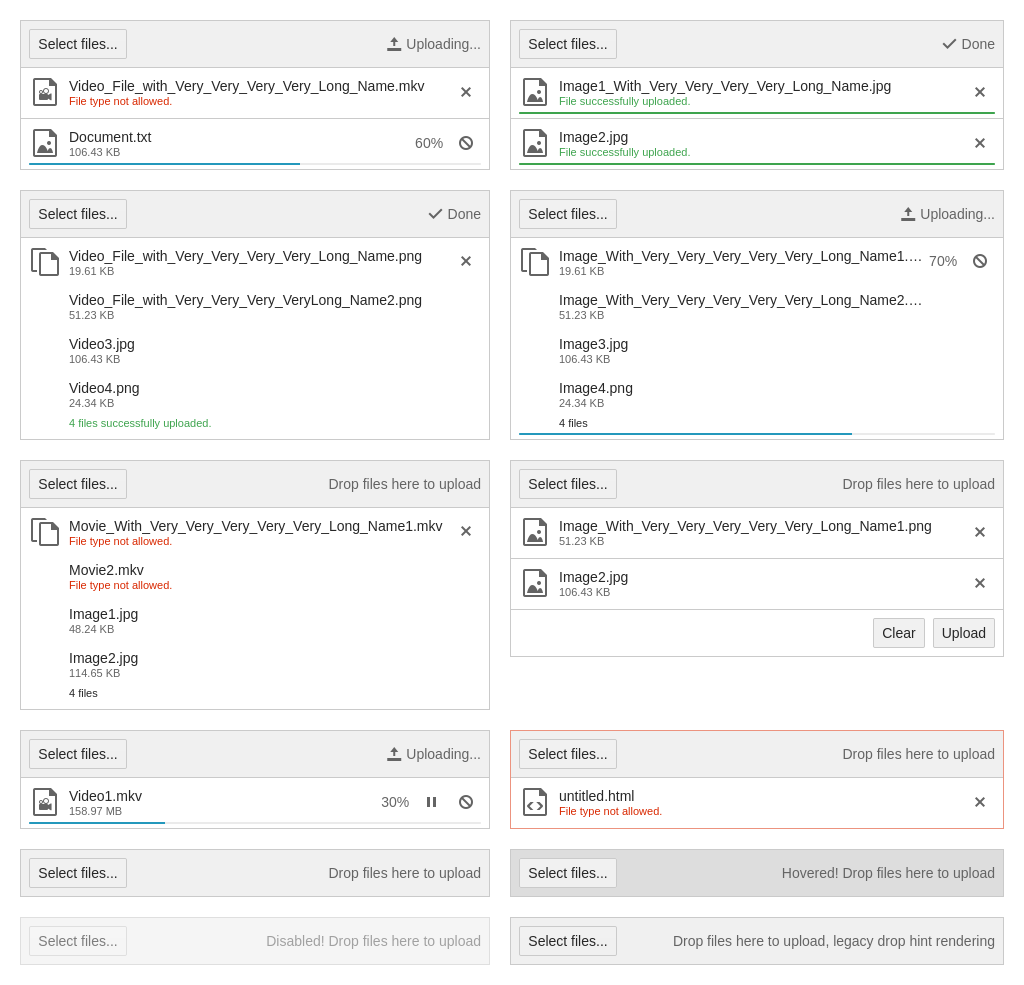 Select files...
Uploading...
Video_File_with_Very_Very_Very_Very_Long_Name.mkv
File type not allowed.
Document.txt
106.43 KB
60%
Select files...
Done
Image1_With_Very_Very_Very_Very_Long_Name.jpg
File successfully uploaded.
Image2.jpg
File successfully uploaded.
Select files...
Done
Video_File_with_Very_Very_Very_Very_Long_Name.png
19.61 KB
Video_File_with_Very_Very_Very_VeryLong_Name2.png
51.23 KB
Video3.jpg
106.43 KB
Video4.png
24.34 KB
4 files successfully uploaded.
Select files...
Uploading...
Image_With_Very_Very_Very_Very_Very_Long_Name1.…
19.61 KB
70%
Image_With_Very_Very_Very_Very_Very_Long_Name2.…
51.23 KB
Image3.jpg
106.43 KB
Image4.png
24.34 KB
4 files
Select files...
Drop files here to upload
Movie_With_Very_Very_Very_Very_Very_Long_Name1.mkv
File type not allowed.
Movie2.mkv
File type not allowed.
Image1.jpg
48.24 KB
Image2.jpg
114.65 KB
4 files
Select files...
Drop files here to upload
Image_With_Very_Very_Very_Very_Very_Long_Name1.png
51.23 KB
Image2.jpg
106.43 KB
Clear
Upload
Select files...
Uploading...
Video1.mkv
158.97 MB
30%
Select files...
Drop files here to upload
untitled.html
File type not allowed.
Select files...
Drop files here to upload
Select files...
Hovered! Drop files here to upload
Select files...
Disabled! Drop files here to upload
Select files...
Drop files here to upload, legacy drop hint rendering